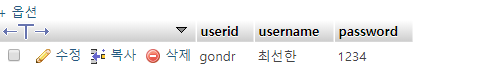 + 옵션
←T→ userid username password
수정 복사 삭제 gondr 최선한 1234